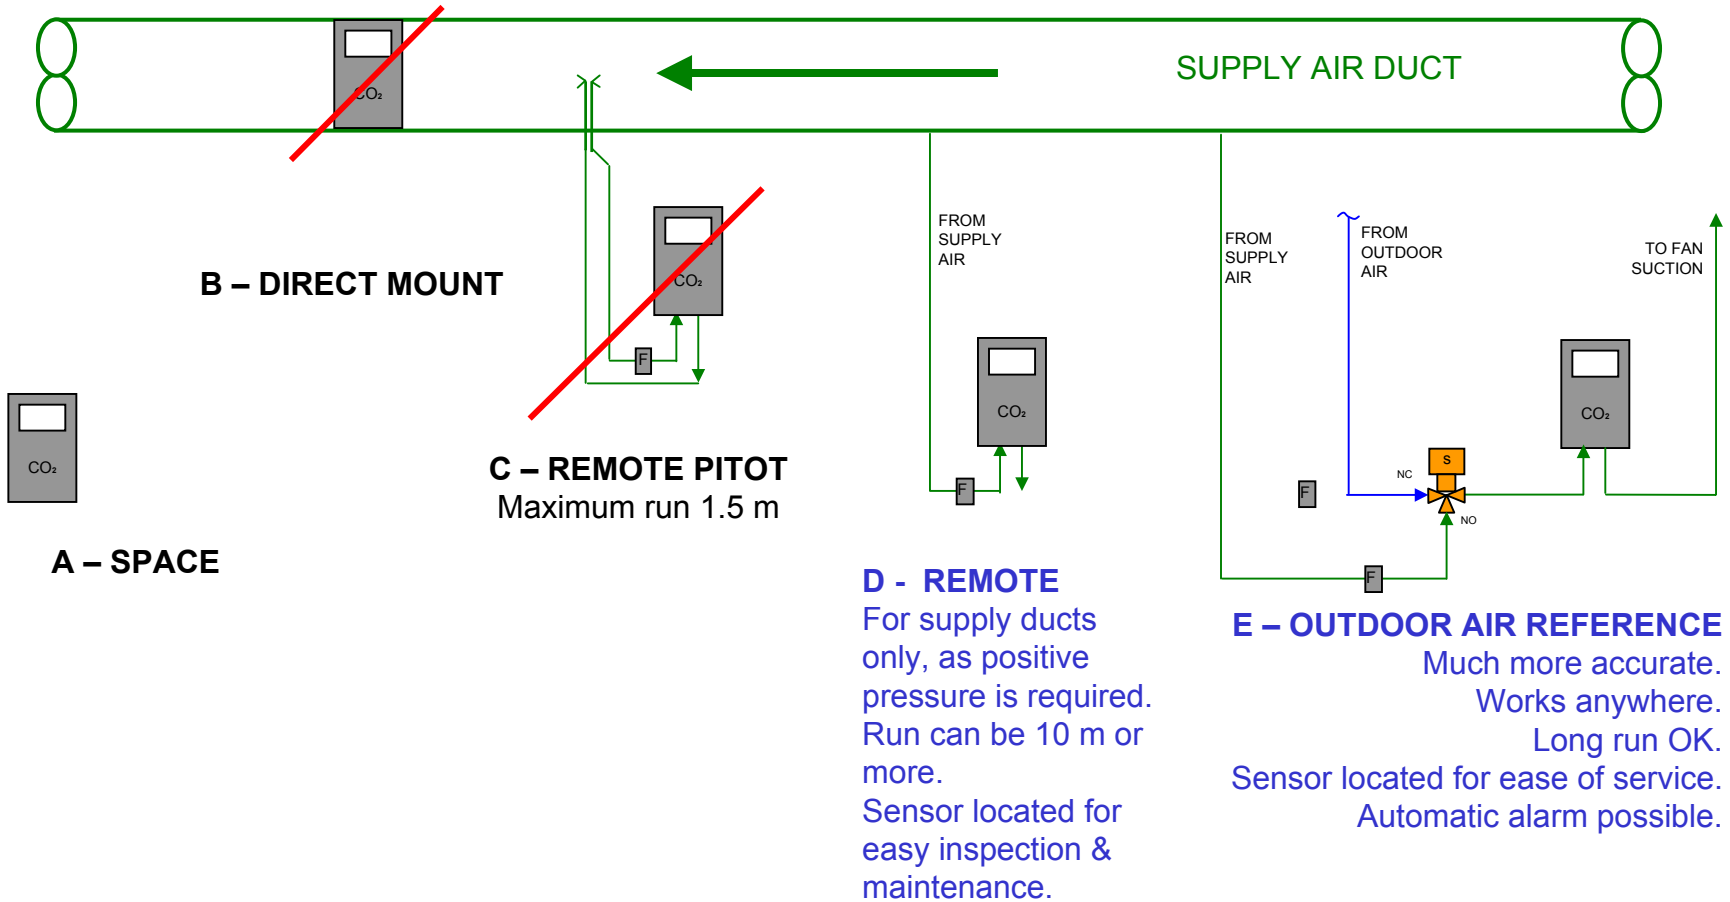 SUPPLY AIR DUCT
CO₂
B – DIRECT MOUNT
CO₂
F
C – REMOTE PITOT
Maximum run 1.5 m
CO₂
A – SPACE
FROM
SUPPLY
AIR
CO₂
F
D - REMOTE
For supply ducts
only, as positive
pressure is required.
Run can be 10 m or
more.
Sensor located for
easy inspection &
maintenance.
FROM
SUPPLY
AIR
FROM
OUTDOOR
AIR
TO FAN
SUCTION
CO₂
S
NC
F
NO
F
E – OUTDOOR AIR REFERENCE
Much more accurate.
Works anywhere.
Long run OK.
Sensor located for ease of service.
Automatic alarm possible.